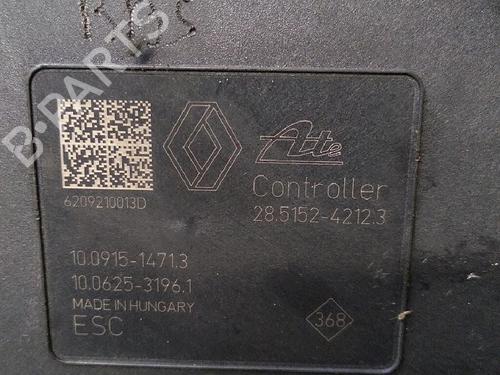 B-PARTS
Ate
Controller
6209210013D
28.5152-4212.3
10.0915-1471.3
10.0625-3196.1
MADE IN HUNGARY
ESC
368